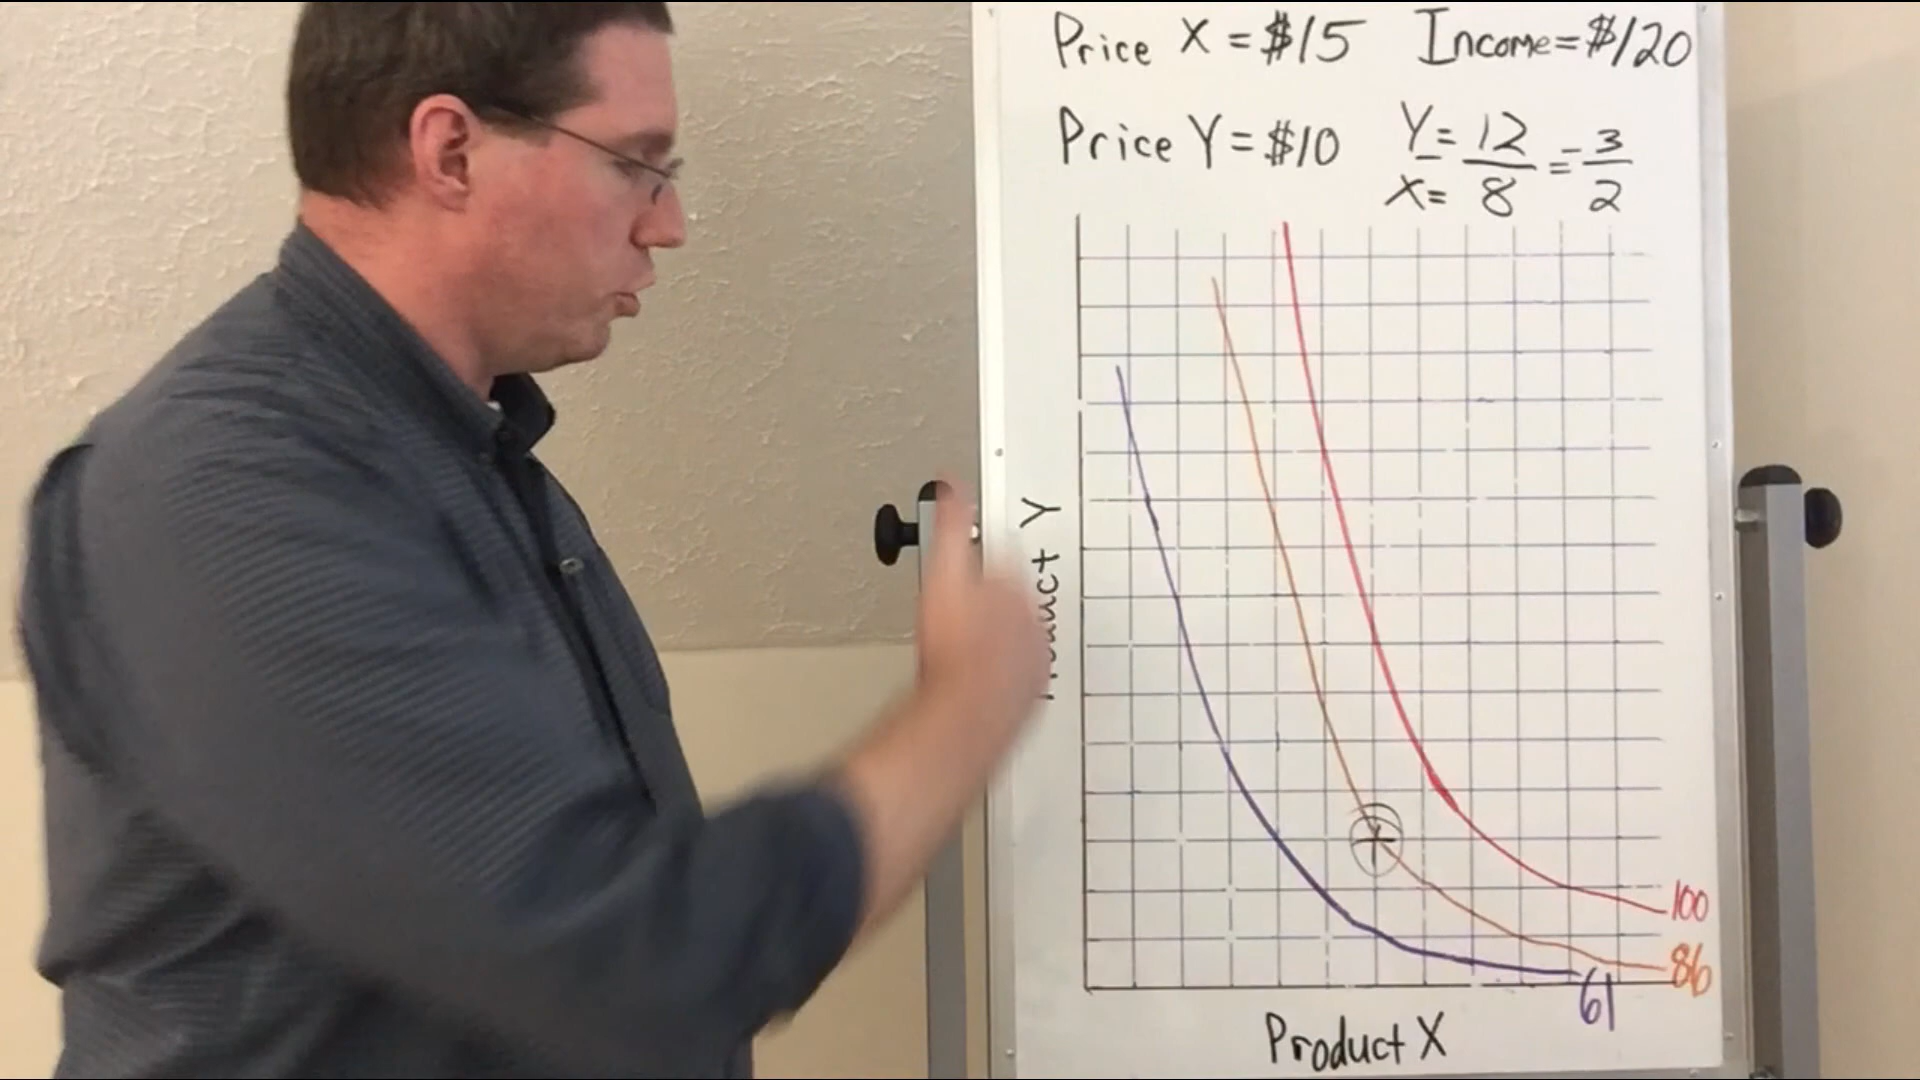 Price X = $15 Income = $120
Price Y = $10 Y = 12 = -3
X = 8 2
Product Y
100
86
61
Product X